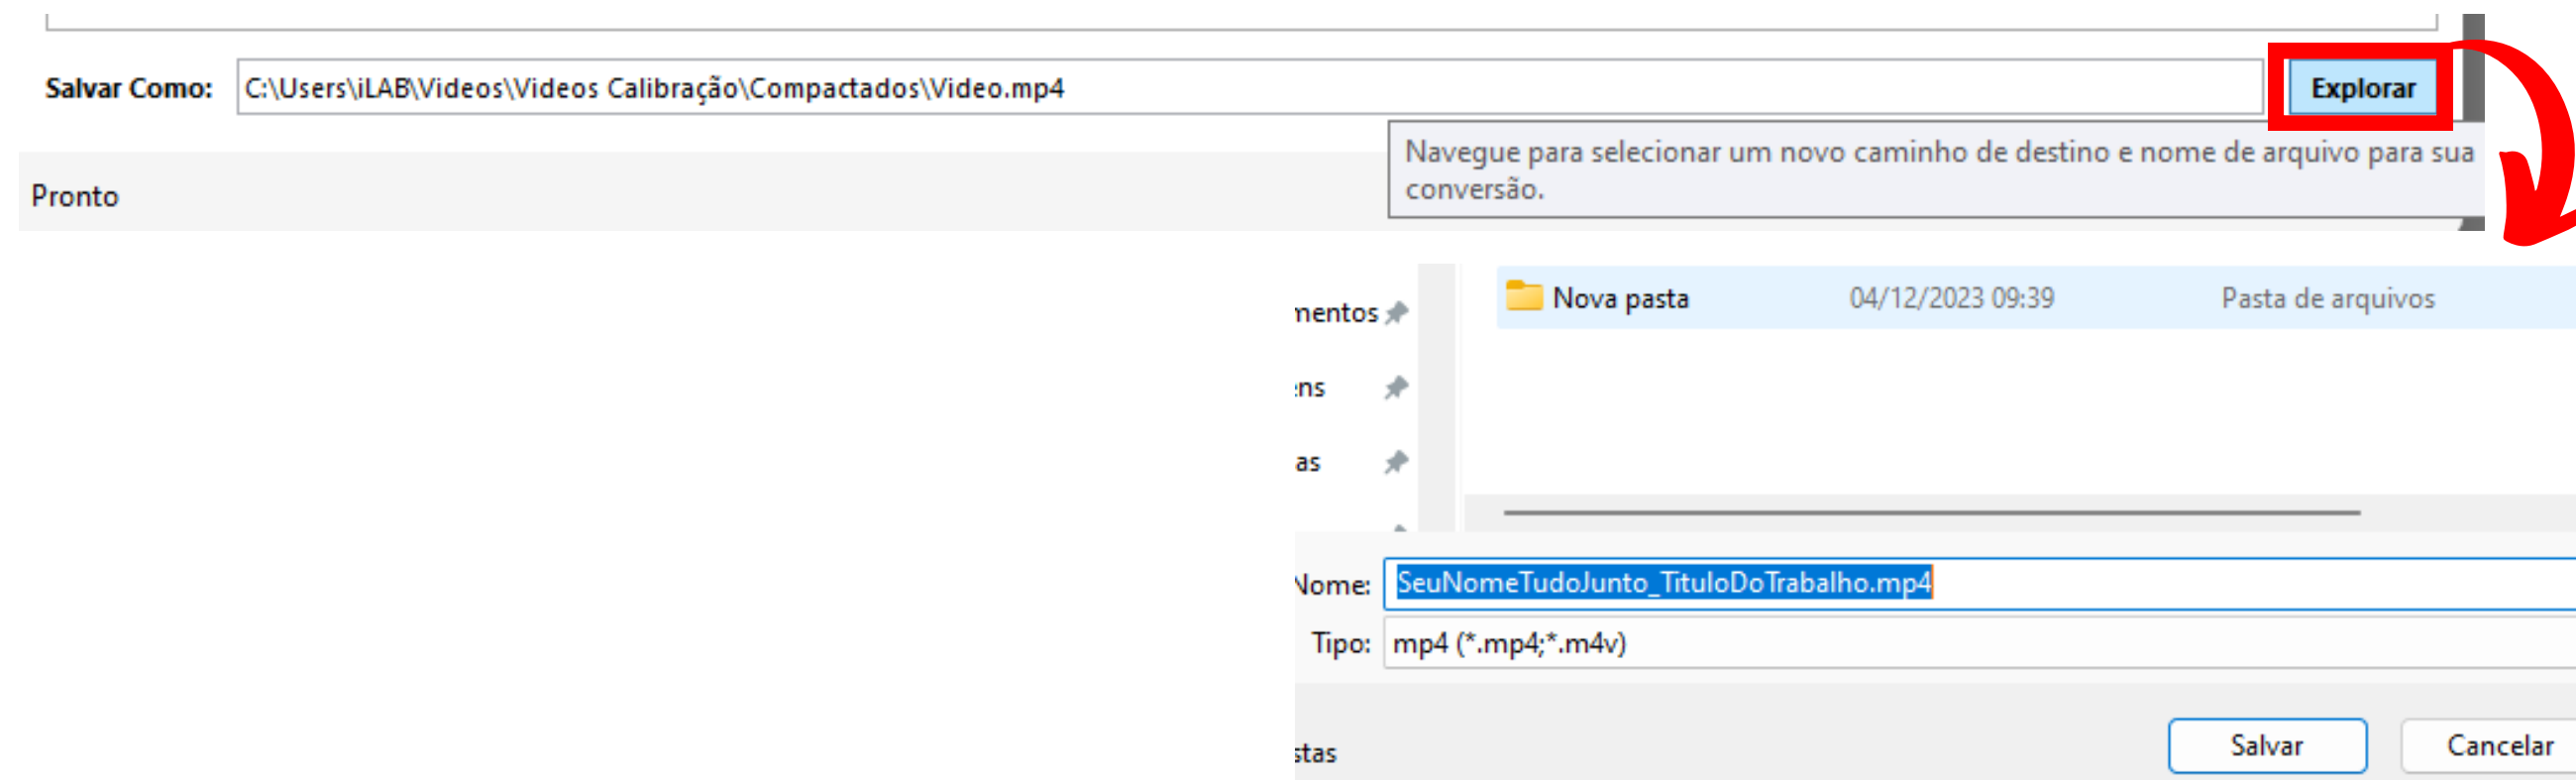 Salvar Como: C:\Users\iLAB\Videos\Videos Calibração\Compactados\Video.mp4 Explorar
Navegue para selecionar um novo caminho de destino e nome de arquivo para sua
conversão.
Pronto
mentos
Nova pasta 04/12/2023 09:39 Pasta de arquivos
ens
as
Nome: SeuNomeTudoJunto_TituloDoTrabalho.mp4
Tipo: mp4 (*.mp4;*.m4v)
stas
Salvar Cancelar